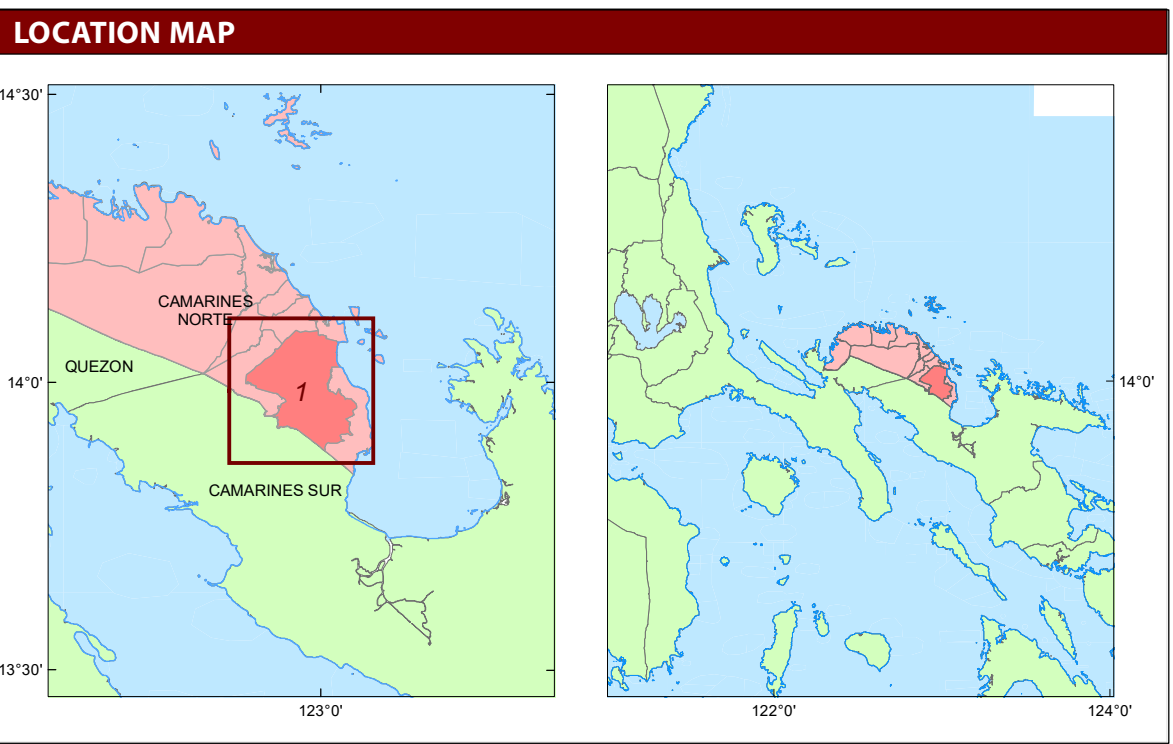 LOCATION MAP
14°30'
CAMARINES
NORTE
QUEZON
14°0'
1
CAMARINES SUR
13°30'
123°0'
14°0'
122°0'
124°0'